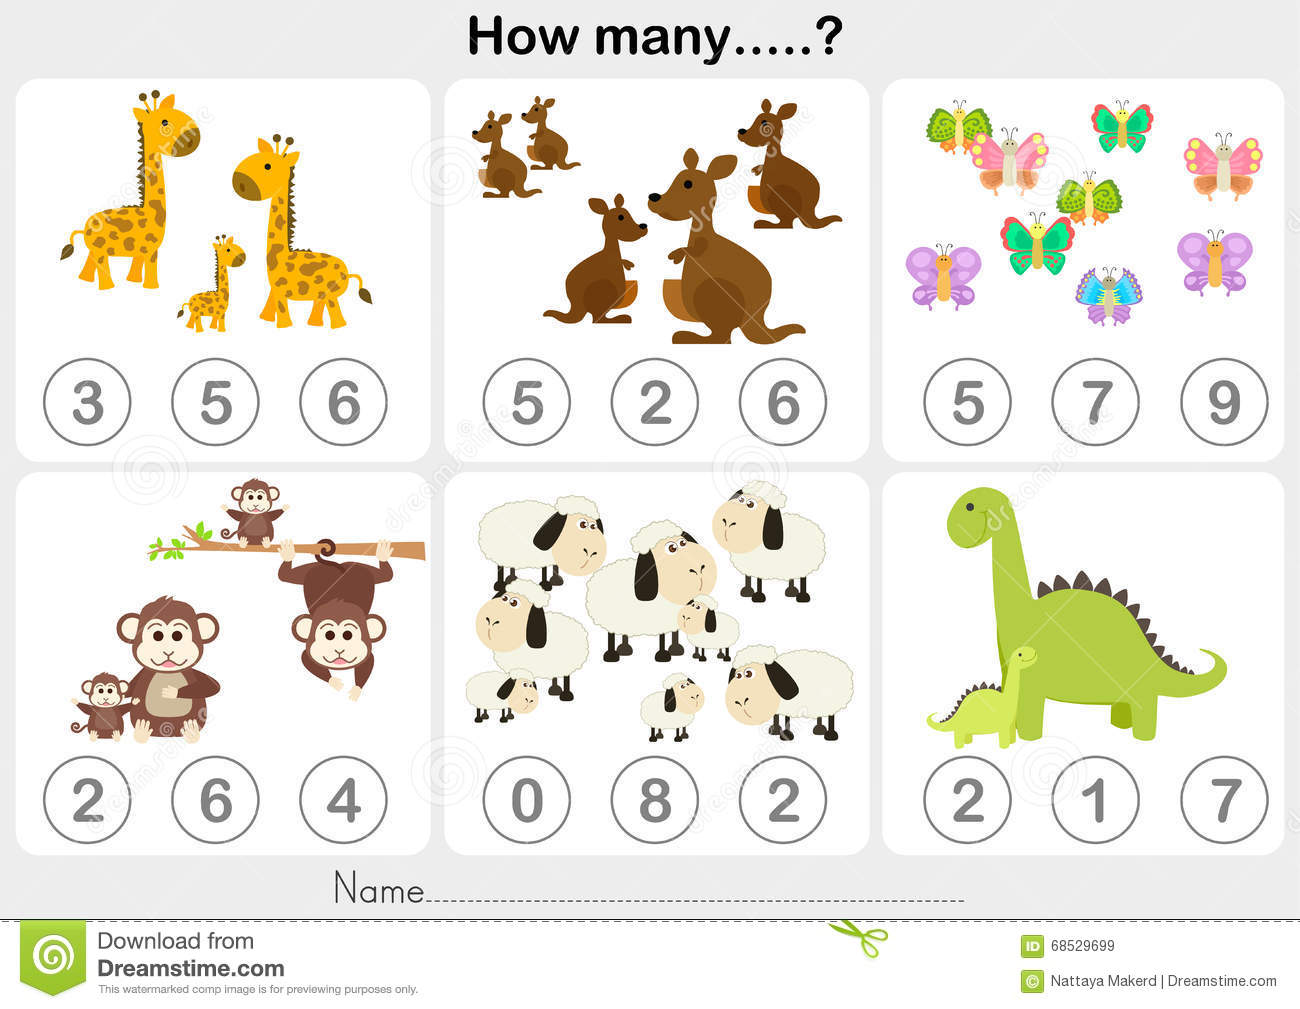 How many.....?
3 5 6
5 2 6
5 7 9
2 6 4
0 8 2
2 1 7
Name
Download from
Dreamstime.com
This watermarked comp image is for previewing purposes only.
ID 68529699
© Nattaya Makerd | Dreamstime.com